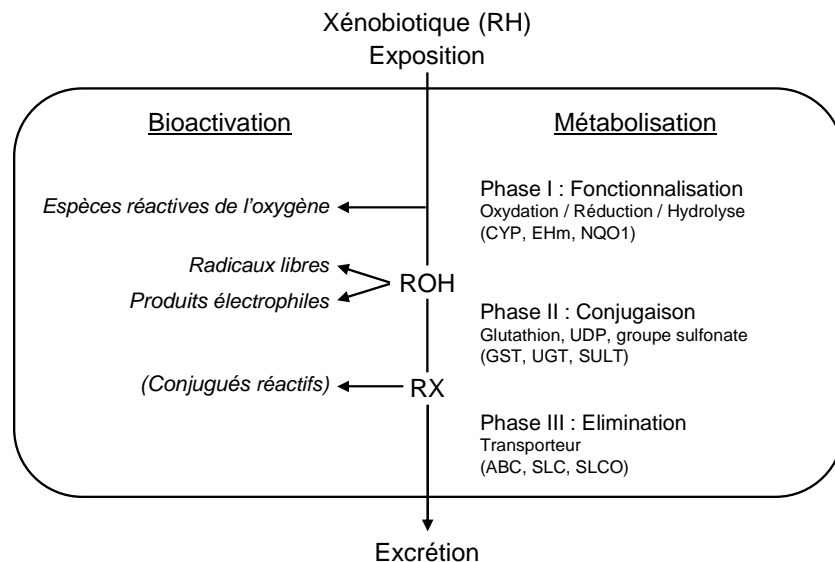 Xénobiotique (RH)
Exposition
Bioactivation
Métabolisation
Espèces réactives de l'oxygène
Phase I : Fonctionnalisation
Oxydation / Réduction / Hydrolyse
(CYP, EHm, NQO1)
Radicaux libres
Produits électrophiles
ROH
Phase II : Conjugaison
Glutathion, UDP, groupe sulfonate
(GST, UGT, SULT)
(Conjugués réactifs)
RX
Phase III : Elimination
Transporteur
(ABC, SLC, SLCO)
Excrétion